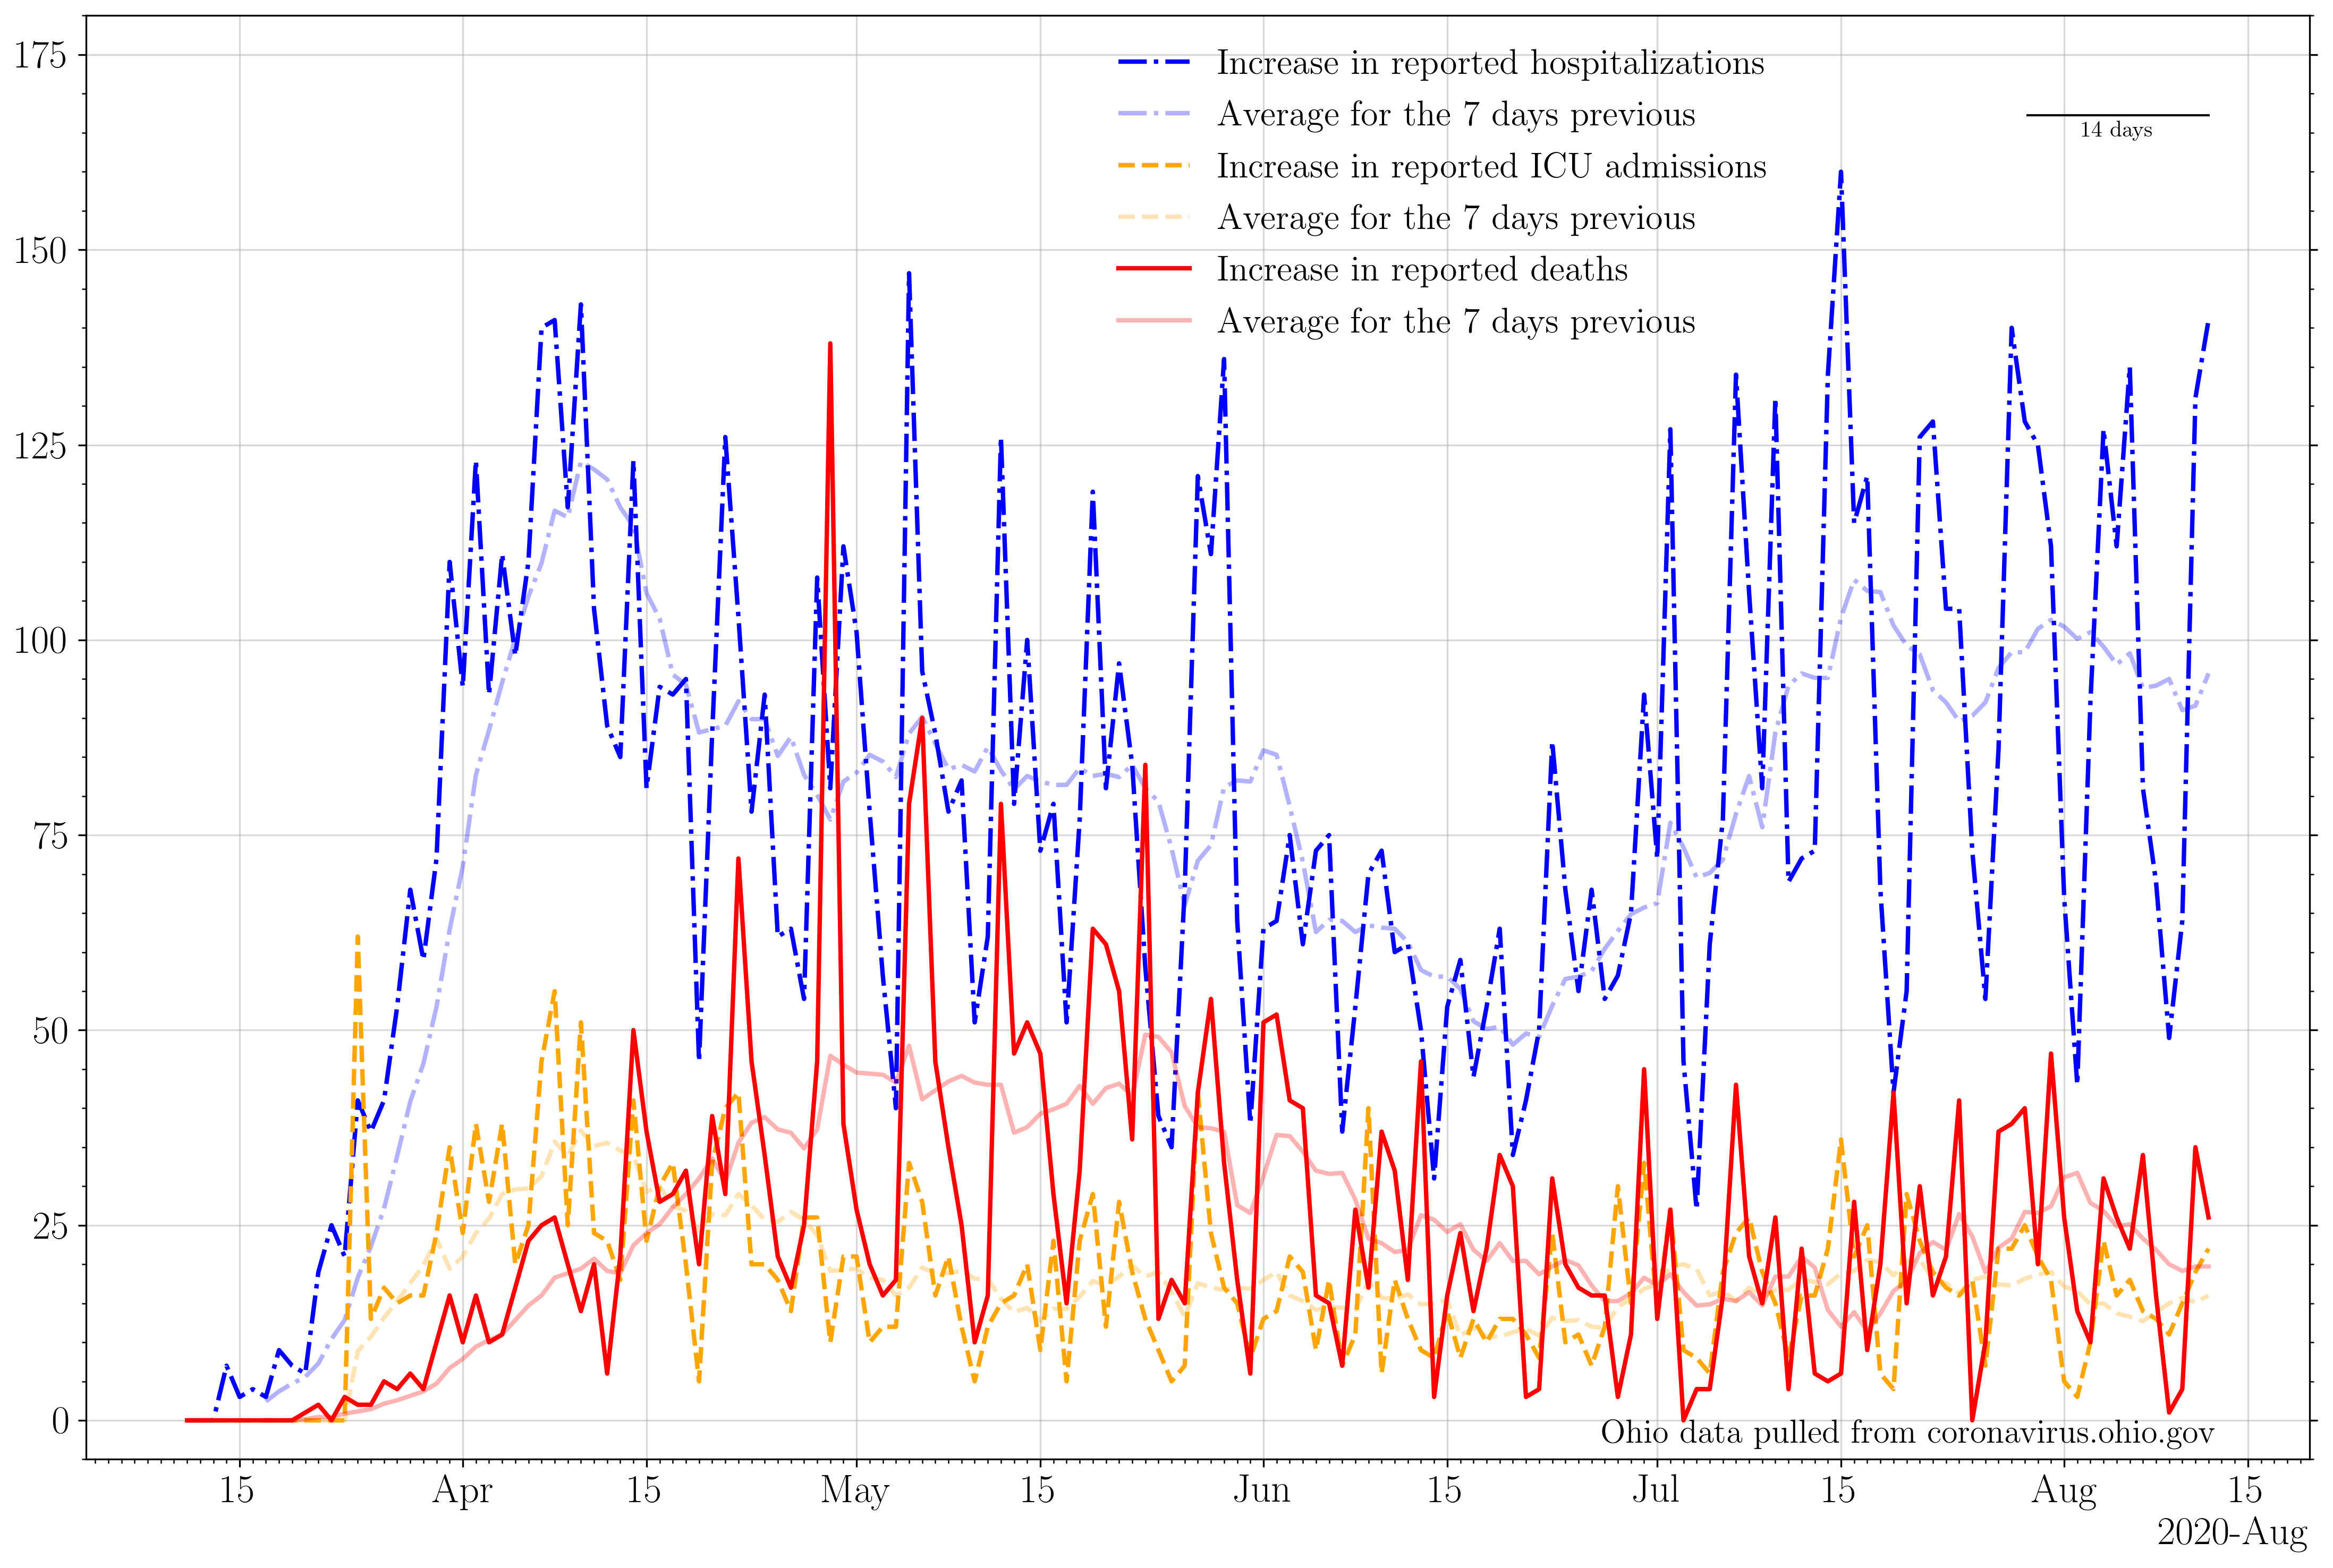 175
150
125
100
75
50
25
0
Increase in reported hospitalizations
Average for the 7 days previous
Increase in reported ICU admissions
Average for the 7 days previous
Increase in reported deaths
Average for the 7 days previous
14 days
Ohio data pulled from coronavirus.ohio.gov
15 Apr 15 May 15 Jun 15 Jul 15 Aug 15
2020-Aug